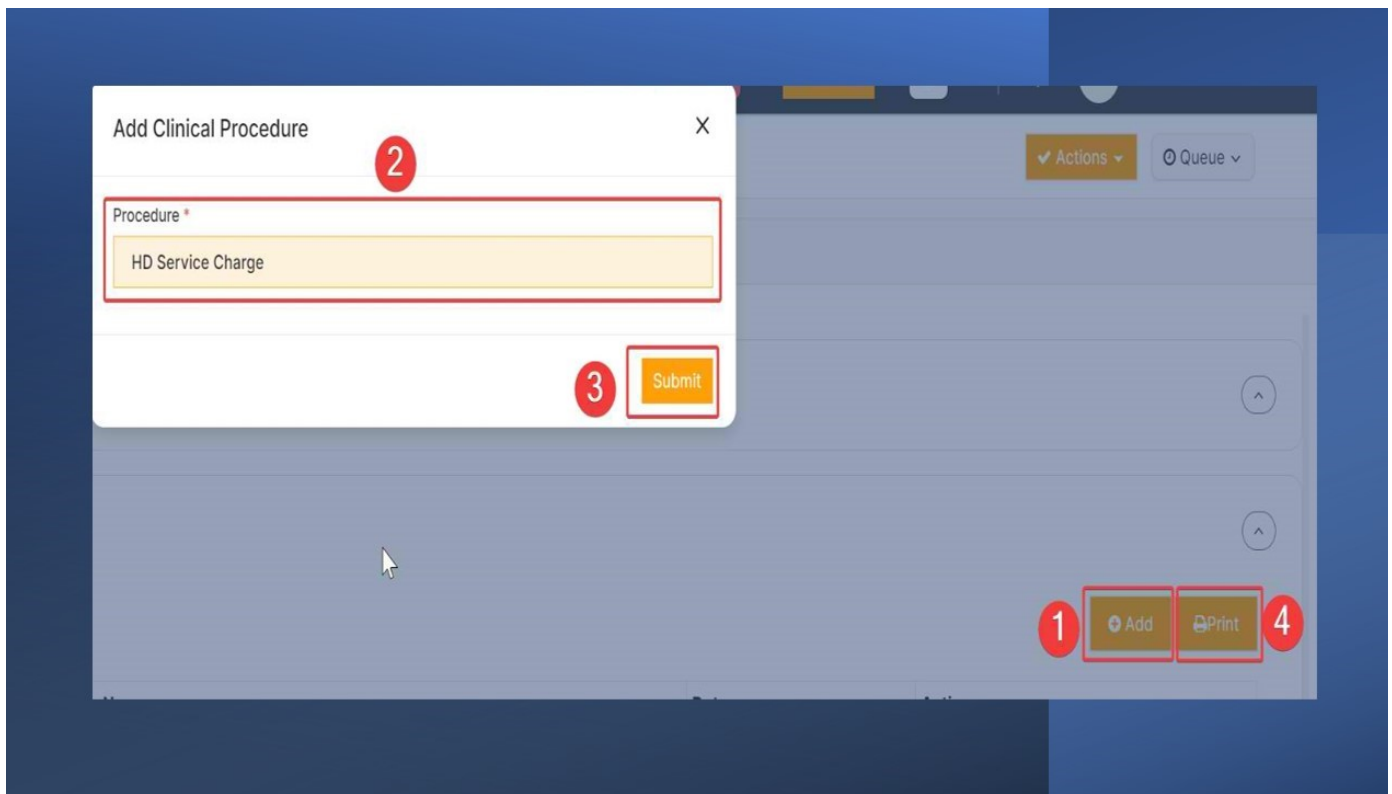 Add Clinical Procedure X
2
✔ Actions Queue
Procedure *
HD Service Charge
3 Submit
1 Add Print 4